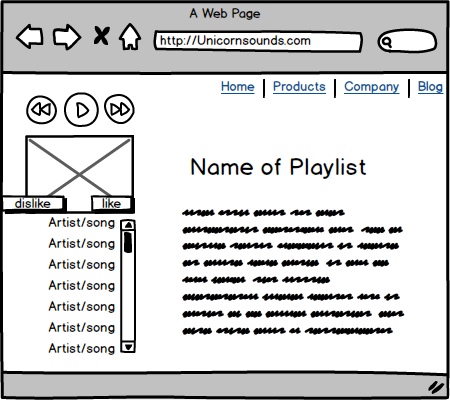 A Web Page
http://Unicornsounds.com
Home Products Company Blog
Name of Playlist
dislike like
Artist/song
Artist/song
Artist/song
Artist/song
Artist/song
Artist/song
Artist/song